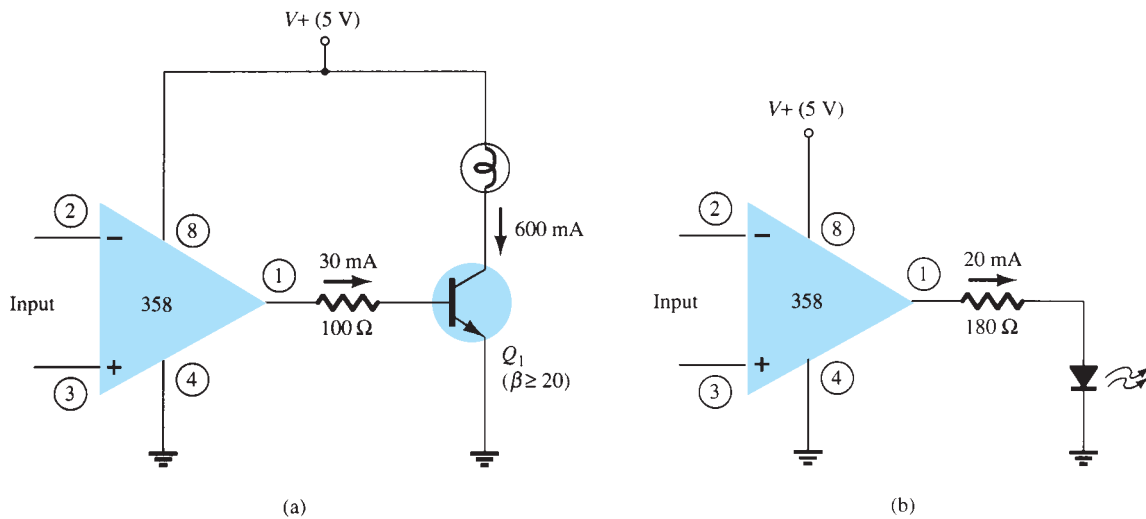 V+ (5 V)
2
8
600 mA
1
30 mA
Input
358
100 Ω
Q1
(β ≥ 20)
3
4
(a)
V+ (5 V)
2
8
1
20 mA
Input
358
180 Ω
3
4
(b)